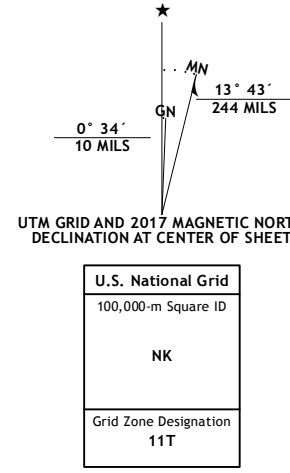 ★
MN
GN
13° 43´
244 MILS
0° 34´
10 MILS
UTM GRID AND 2017 MAGNETIC NORT
DECLINATION AT CENTER OF SHEET
U.S. National Grid
100,000-m Square ID
NK
Grid Zone Designation
11T